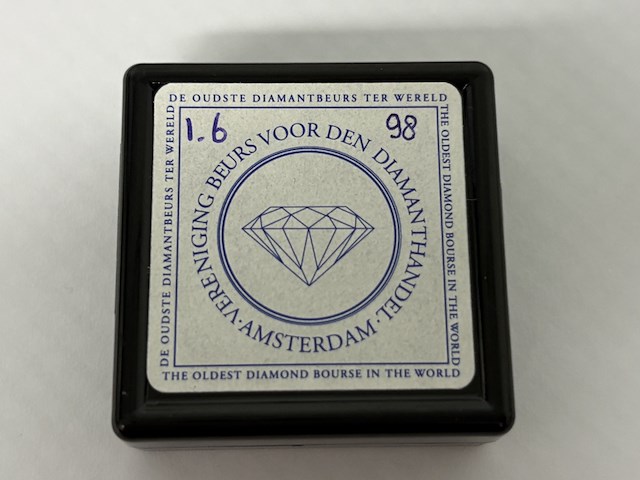 DE OUDSTE DIAMANTBEURS TER WERELD
DE OUDSTE DIAMANTBEURS TER WERELD
THE OLDEST DIAMOND BOURSE IN THE WORLD
1.6
98
VERENIGING BEURS VOOR DEN DIAMANTHANDEL
·AMSTERDAM·
THE OLDEST DIAMOND BOURSE IN THE WORLD